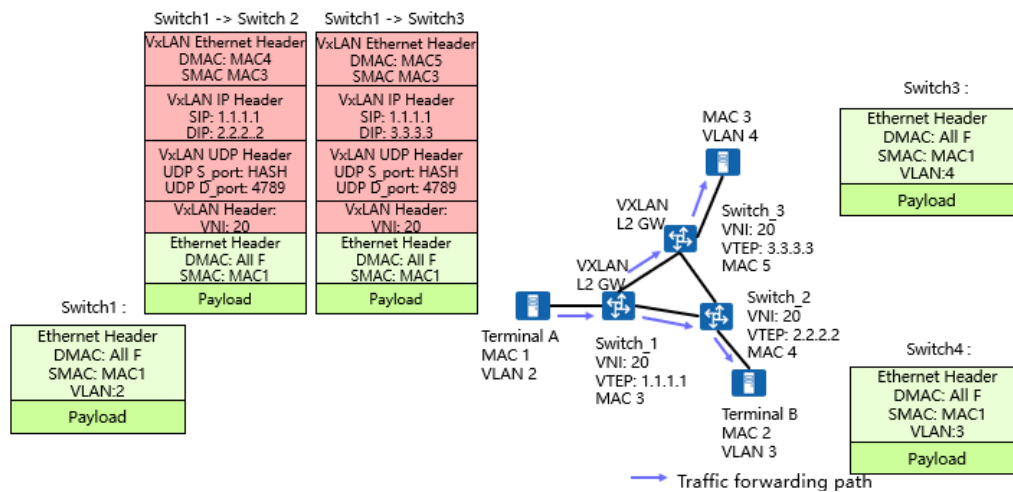 Switch1 -> Switch 2
VxLAN Ethernet Header
DMAC: MAC4
SMAC MAC3
VxLAN IP Header
SIP: 1.1.1.1
DIP: 2.2.2..2
VxLAN UDP Header
UDP S_port: HASH
UDP D_port: 4789
VxLAN Header:
VNI: 20
Ethernet Header
DMAC: All F
SMAC: MAC1
Payload
Switch1 -> Switch3
VxLAN Ethernet Header
DMAC: MAC5
SMAC MAC3
VxLAN IP Header
SIP: 1.1.1.1
DIP: 3.3.3.3
VxLAN UDP Header
UDP S_port: HASH
UDP D_port: 4789
VxLAN Header:
VNI: 20
Ethernet Header
DMAC: All F
SMAC: MAC1
Payload
Switch1 :
Ethernet Header
DMAC: All F
SMAC: MAC1
VLAN:2
Payload
MAC 3
VLAN 4
VXLAN
L2 GW
Switch_3
VNI: 20
VTEP: 3.3.3.3
MAC 5
VXLAN
L2 GW
Terminal A
MAC 1
VLAN 2
Switch_1
VNI: 20
VTEP: 1.1.1.1
MAC 3
Switch_2
VNI: 20
VTEP: 2.2.2.2
MAC 4
Terminal B
MAC 2
VLAN 3
Traffic forwarding path
Switch3 :
Ethernet Header
DMAC: All F
SMAC: MAC1
VLAN:4
Payload
Switch4 :
Ethernet Header
DMAC: All F
SMAC: MAC1
VLAN:3
Payload